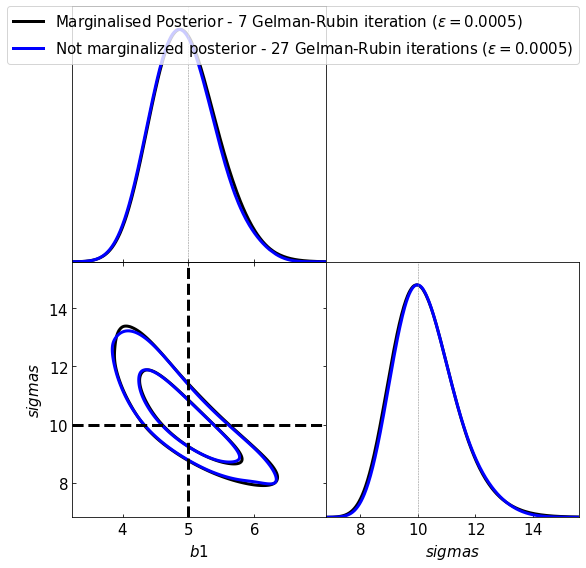 Marginalised Posterior - 7 Gelman-Rubin iteration (ε = 0.0005)
Not marginalized posterior - 27 Gelman-Rubin iterations (ε = 0.0005)
14
12
10
8
sigmas
4 5 6
b1
8 10 12 14
sigmas